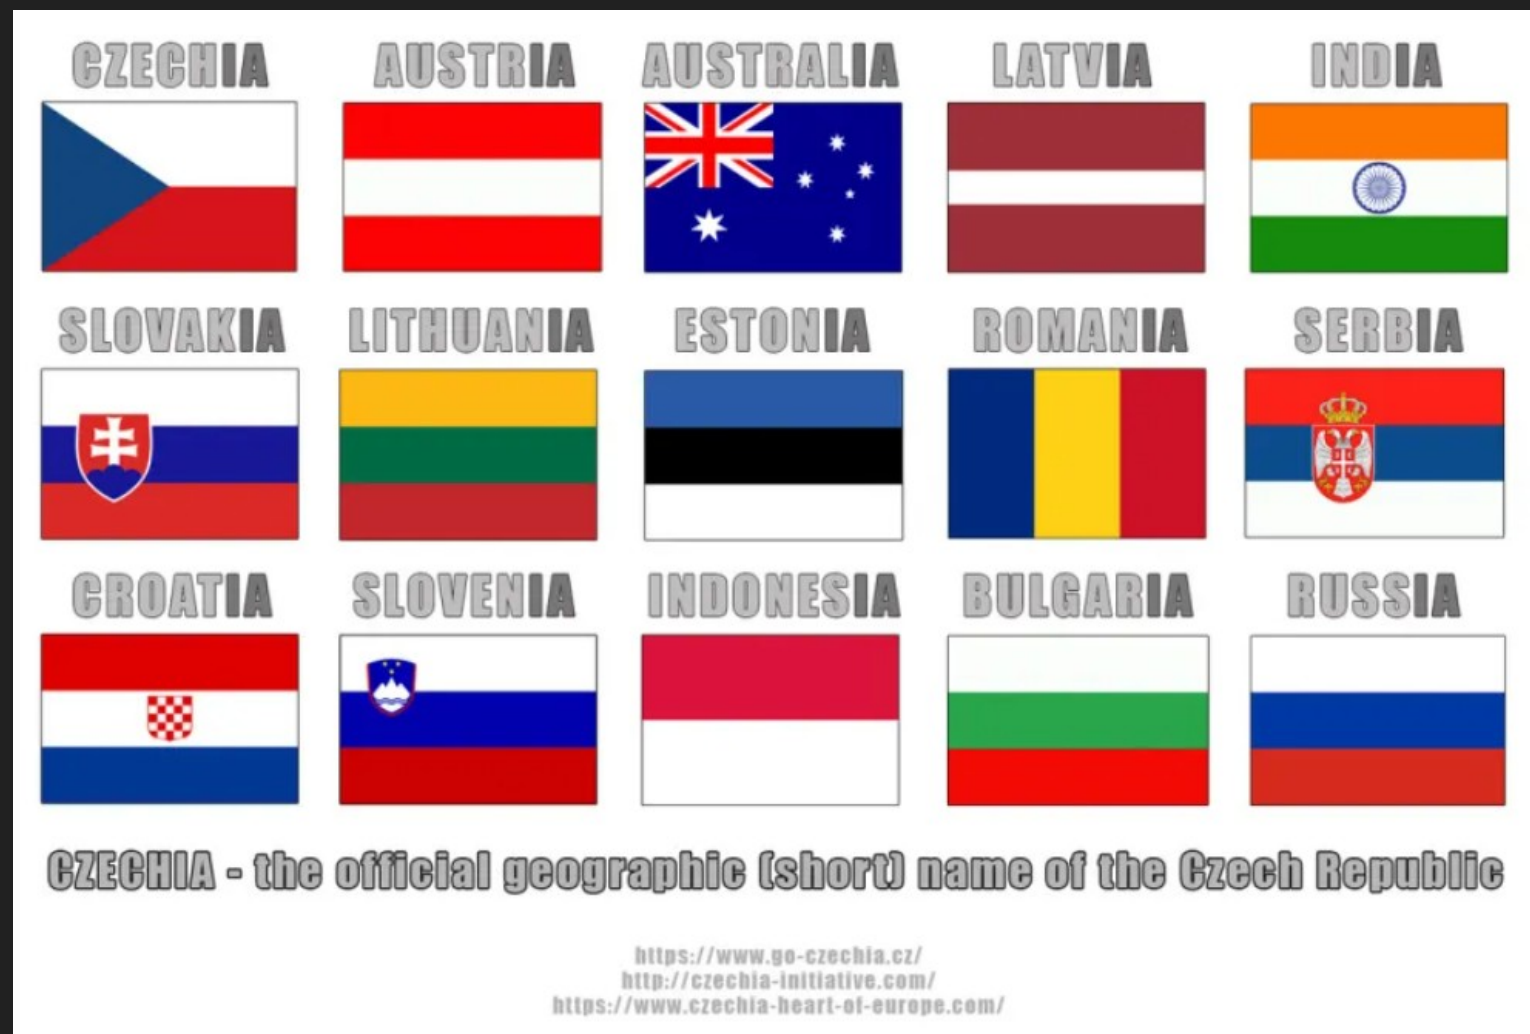 CZECHIA AUSTRIA AUSTRALIA LATVIA INDIA
SLOVAKIA LITHUANIA ESTONIA ROMANIA SERBIA
CROATIA SLOVENIA INDONESIA BULGARIA RUSSIA
CZECHIA - the official geographic (short) name of the Czech Republic
https://www.go-czechia.cz/
http://czechia-initiative.com/
https://www.czechia-heart-of-europe.com/